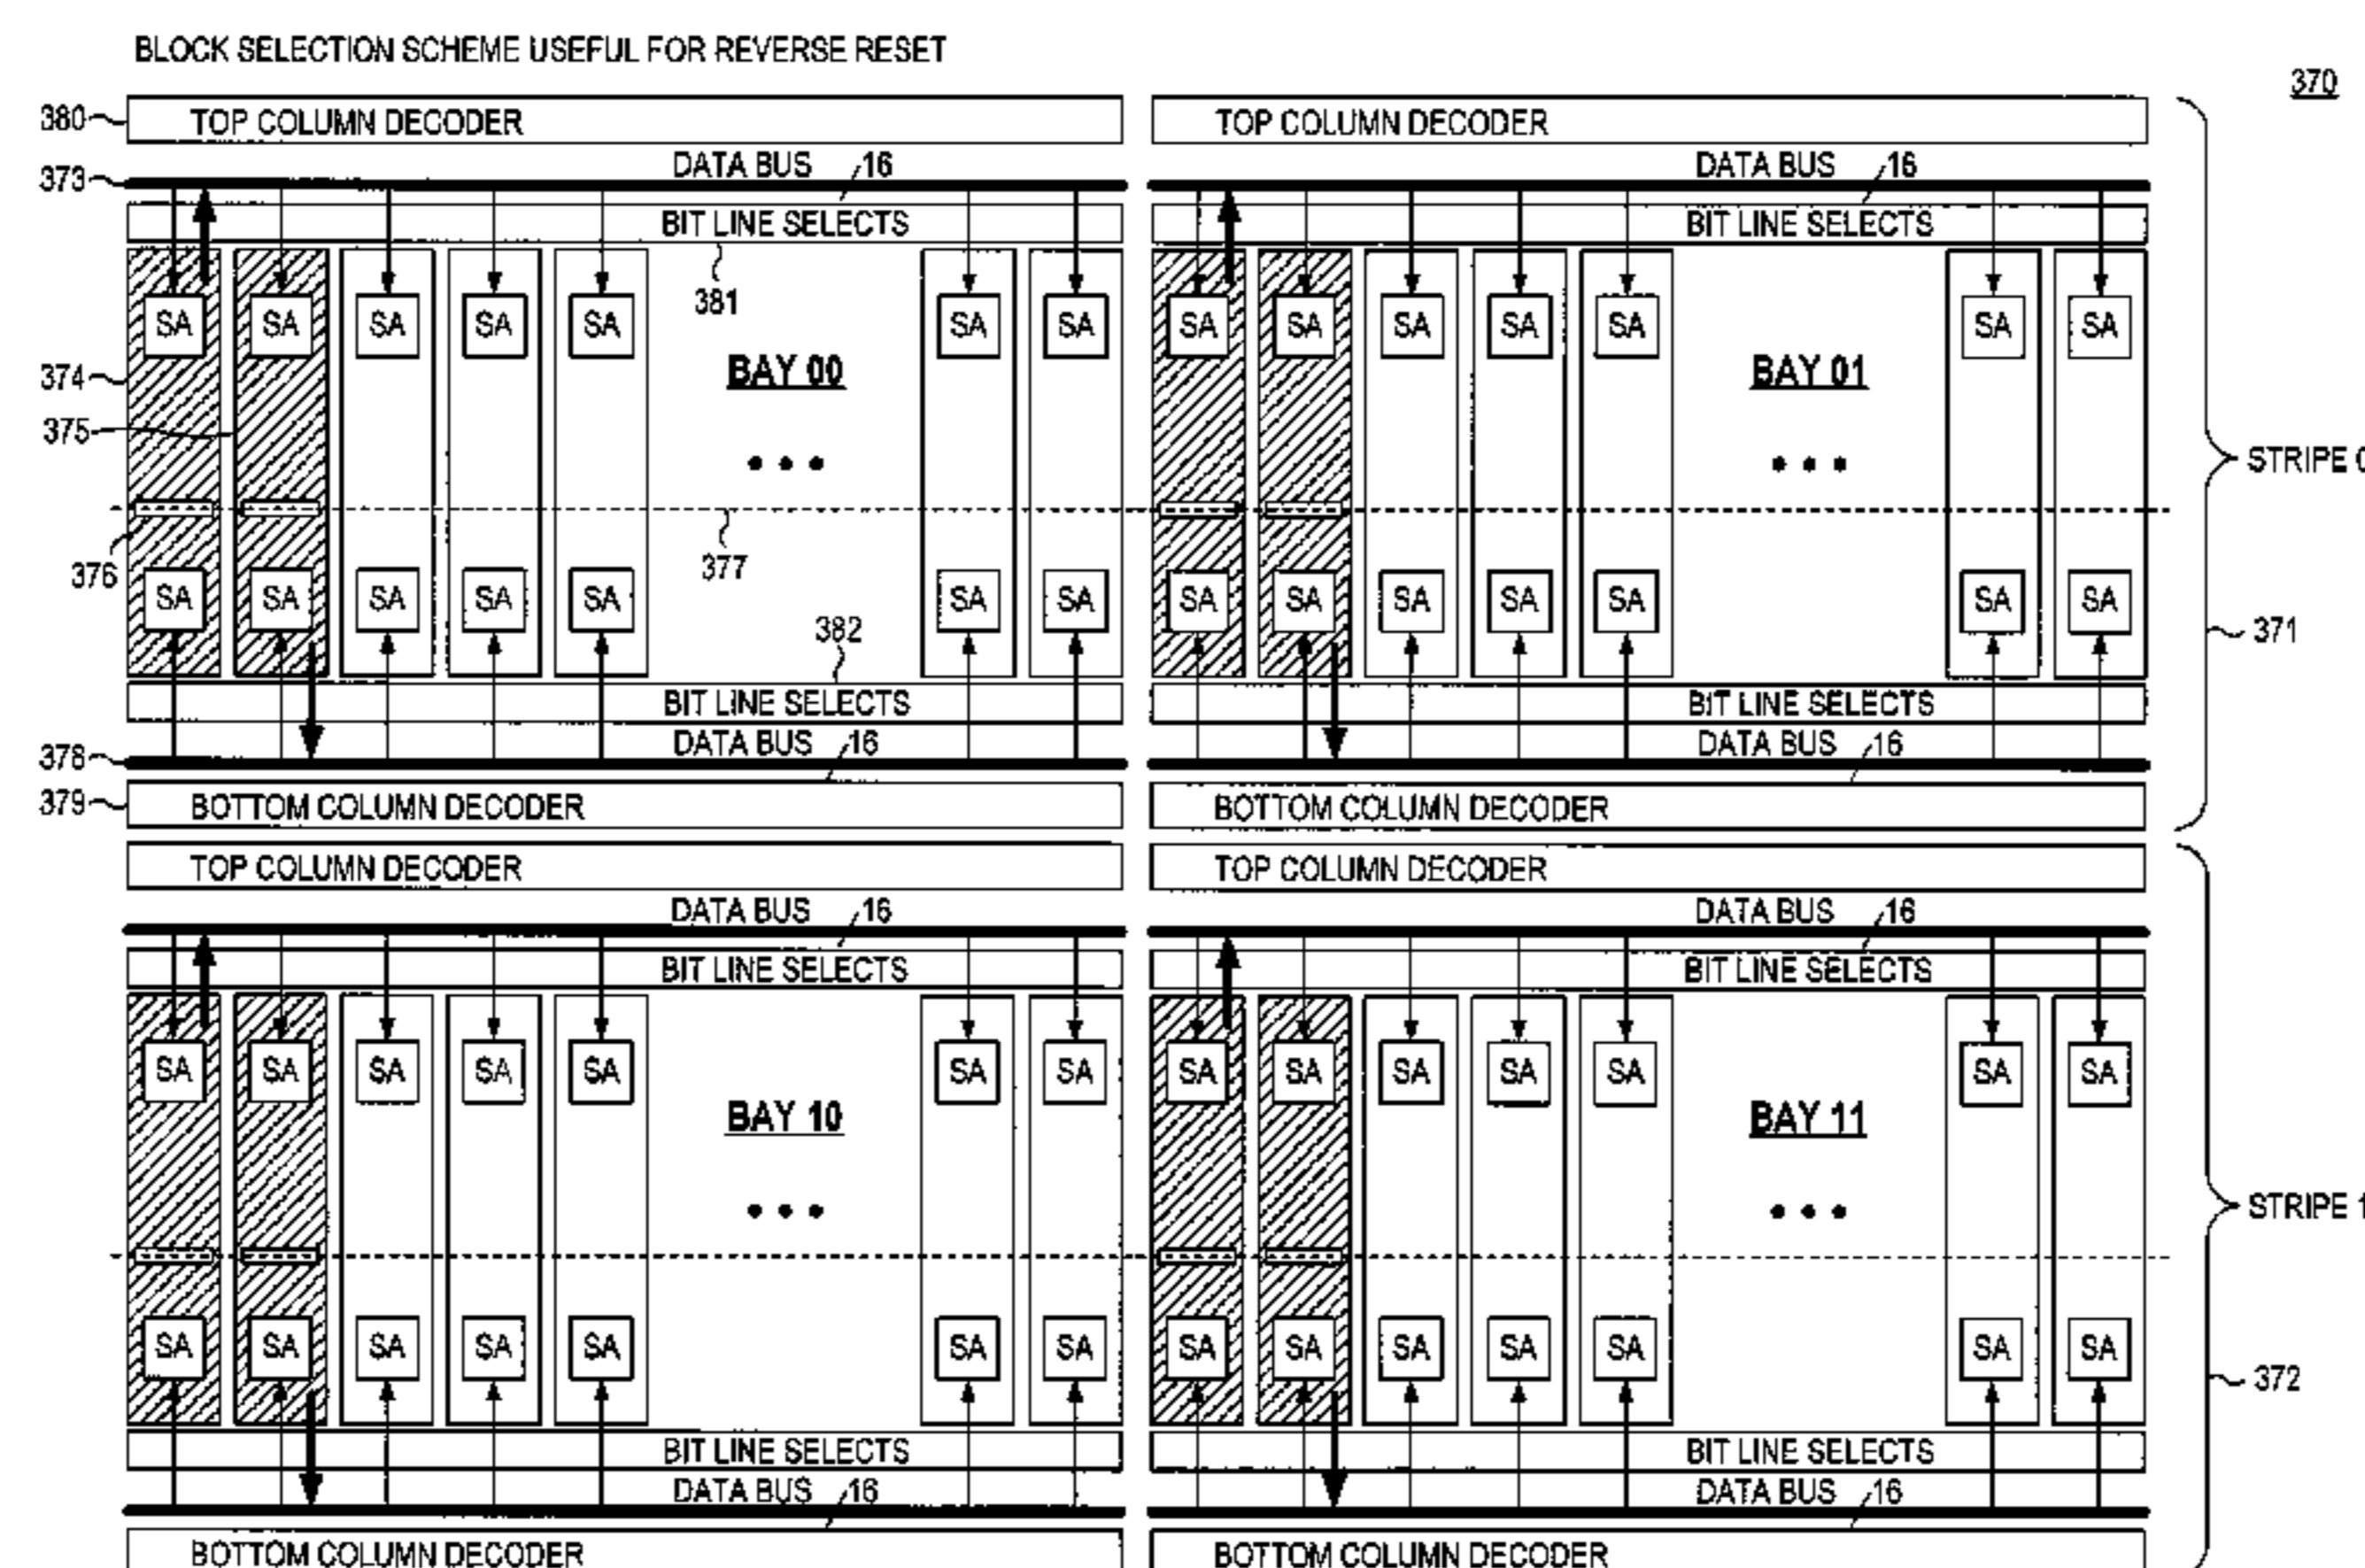 BLOCK SELECTION SCHEME USEFUL FOR REVERSE RESET
370
380 TOP COLUMN DECODER TOP COLUMN DECODER
373 DATA BUS 16 DATA BUS 16
BIT LINE SELECTS BIT LINE SELECTS
381
SA SA SA SA SA SA SA SA SA SA SA SA SA SA
374 BAY 00 BAY 01
375
STRIPE 0
376 377
SA SA SA SA SA SA SA SA SA SA SA SA SA SA
382 371
BIT LINE SELECTS BIT LINE SELECTS
378 DATA BUS 16 DATA BUS 16
379 BOTTOM COLUMN DECODER BOTTOM COLUMN DECODER
TOP COLUMN DECODER TOP COLUMN DECODER
DATA BUS 16 DATA BUS 16
BIT LINE SELECTS BIT LINE SELECTS
SA SA SA SA SA SA SA SA SA SA SA SA SA SA
BAY 10 BAY 11
STRIPE 1
SA SA SA SA SA SA SA SA SA SA SA SA SA SA
372
BIT LINE SELECTS BIT LINE SELECTS
DATA BUS 16 DATA BUS 16
BOTTOM COLUMN DECODER BOTTOM COLUMN DECODER